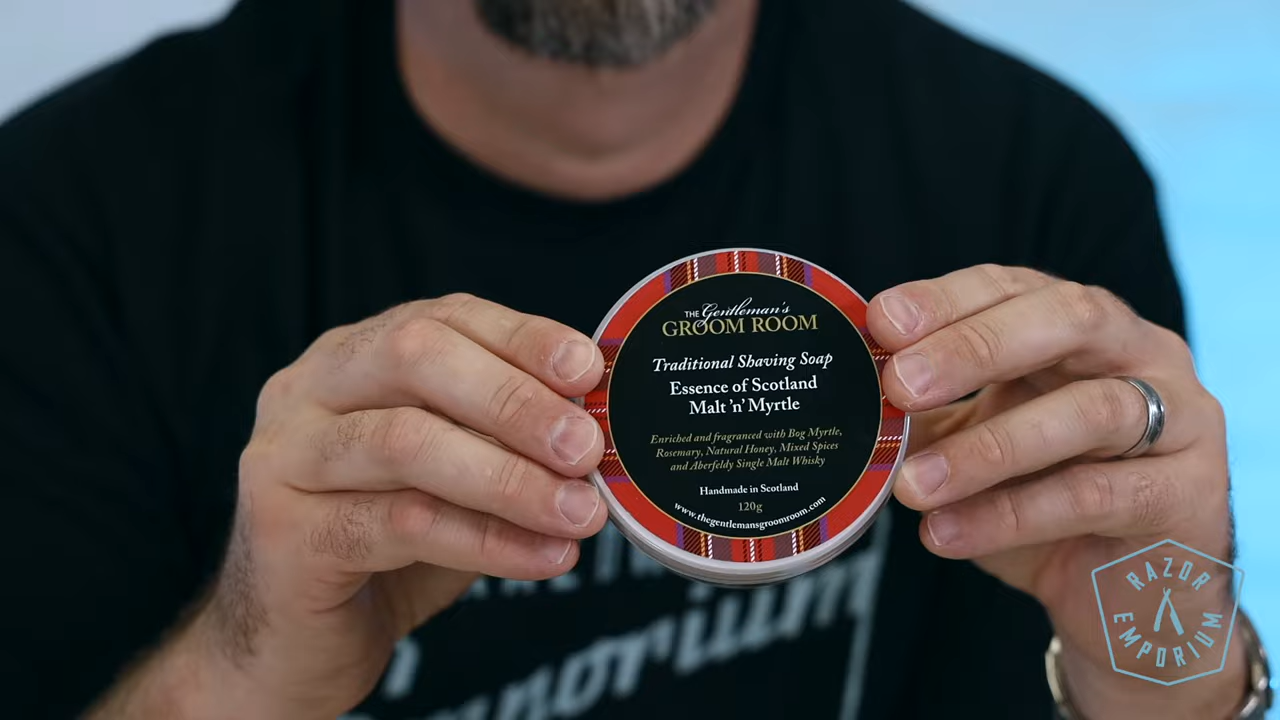 THE Gentleman's
GROOM ROOM
Traditional Shaving Soap
Essence of Scotland
Malt 'n' Myrtle
Enriched and fragranced with Bog Myrtle,
Rosemary, Natural Honey, Mixed Spices
and Aberfeldy Single Malt Whisky
Handmade in Scotland
120g
www.thegentlemansgroomroom.com
RAZOR
EMPORIUM